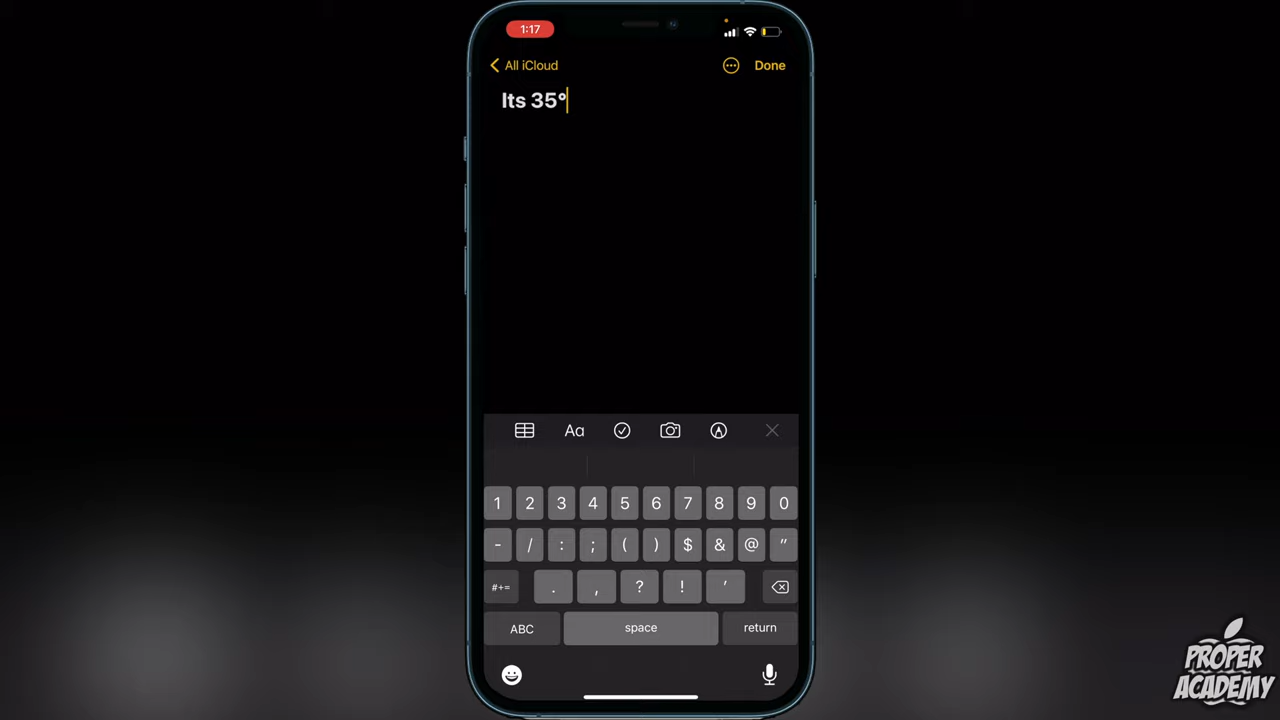 1:17
All iCloud
Done
Its 35°
Aa
1 2 3 4 5 6 7 8 9 0
- / : ; ( ) $ & @ "
#+= . , ? ! '
ABC space return
PROPER
ACADEMY